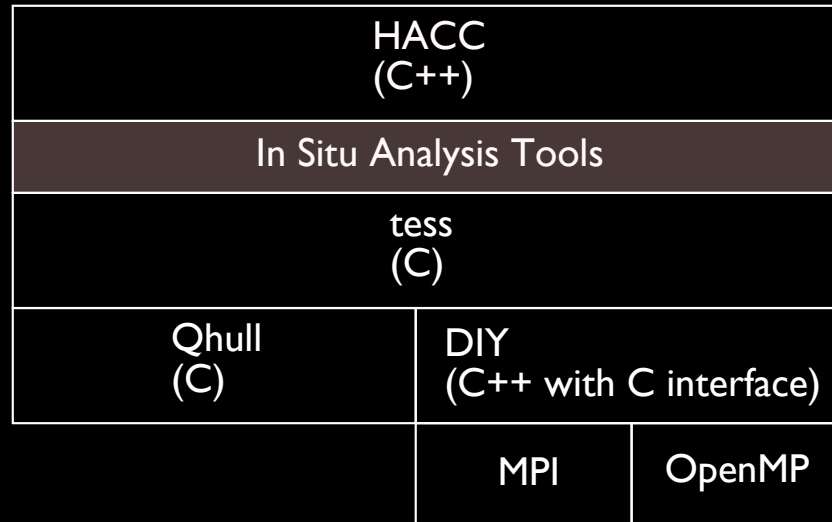 HACC
(C++)
In Situ Analysis Tools
tess
(C)
Qhull
(C)
DIY
(C++ with C interface)
MPI
OpenMP